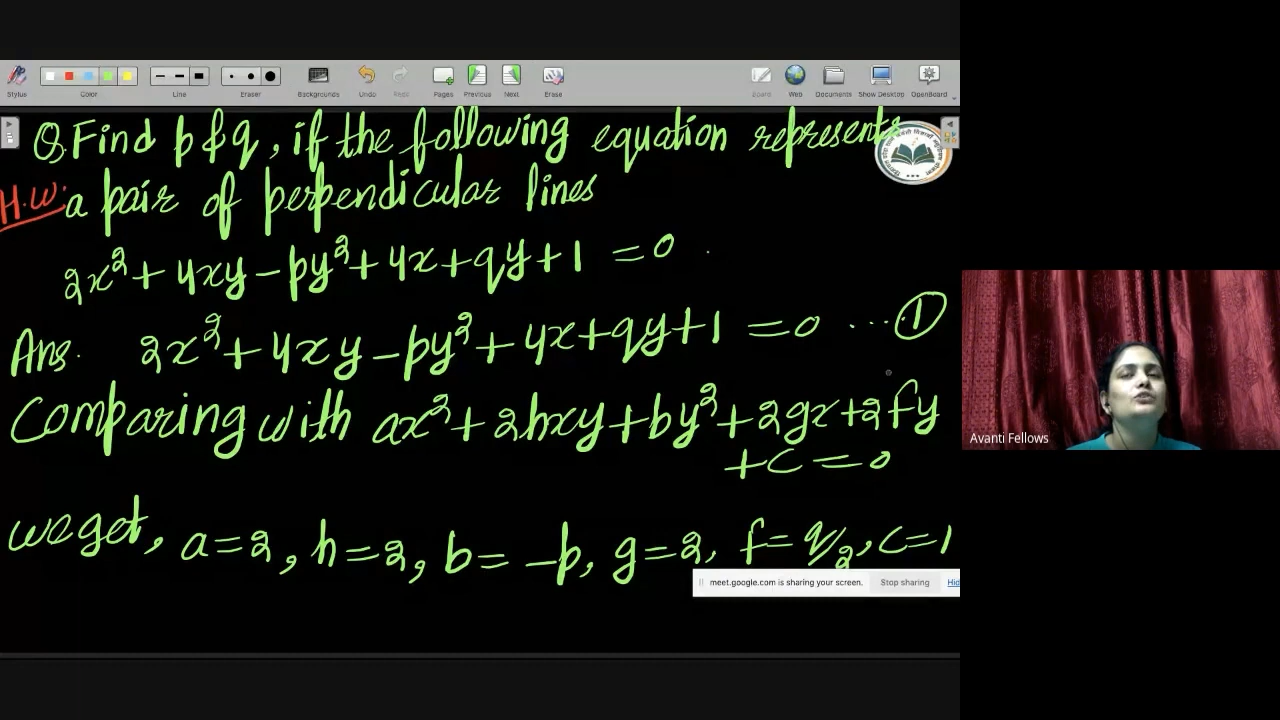 Stylus Color Line Eraser Backgrounds Undo Redo Pages Previous Next Erase Board Web Documents Show Desktop OpenBoard
Q. Find p & q, if the following equation represents
H.W. a pair of perpendicular lines
2x² + 4xy - py² + 4x + qy + 1 = 0
Ans. 2x² + 4xy - py² + 4x + qy + 1 = 0 ... ①
Comparing with ax² + 2hxy + by² + 2gx + 2fy
+ c = 0
we get, a = 2, h = 2, b = -p, g = 2, f = q/2, c = 1
meet.google.com is sharing your screen. Stop sharing Hid
Avanti Fellows